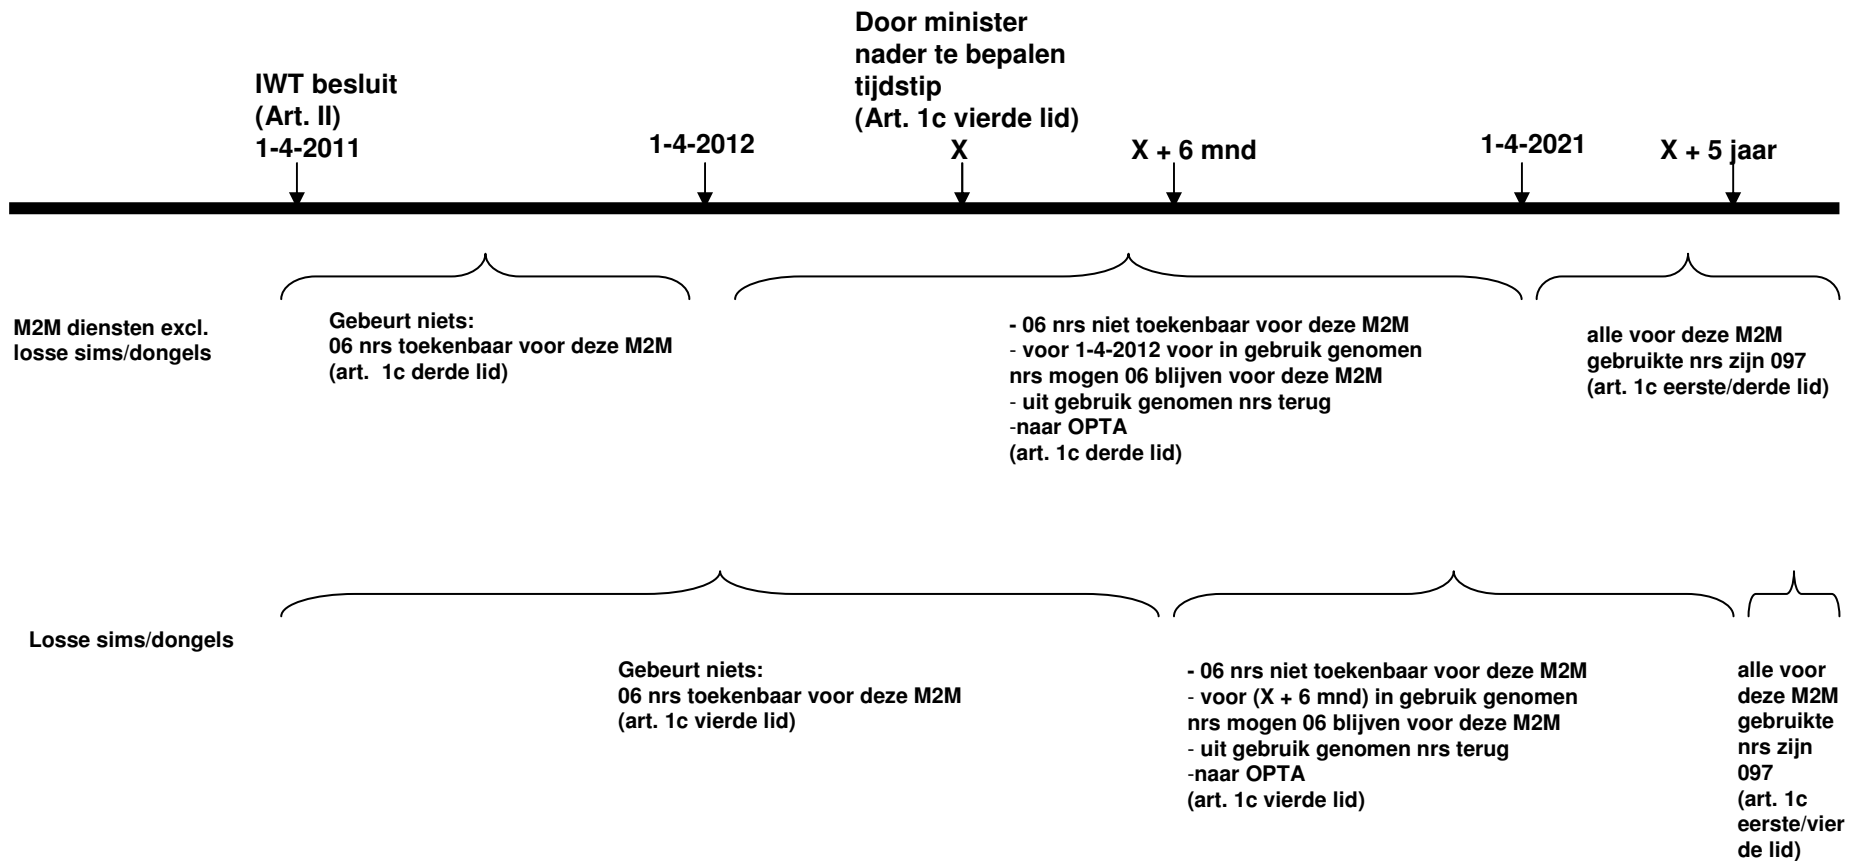 Door minister
nader te bepalen
tijdstip
(Art. 1c vierde lid)
IWT besluit
(Art. II)
1-4-2011
1-4-2012
X
X + 6 mnd
1-4-2021
X + 5 jaar
M2M diensten excl.
losse sims/dongels
Gebeurt niets:
06 nrs toekenbaar voor deze M2M
(art. 1c derde lid)
- 06 nrs niet toekenbaar voor deze M2M
- voor 1-4-2012 voor in gebruik genomen
nrs mogen 06 blijven voor deze M2M
- uit gebruik genomen nrs terug
-naar OPTA
(art. 1c derde lid)
alle voor deze M2M
gebruikte nrs zijn 097
(art. 1c eerste/derde lid)
Losse sims/dongels
Gebeurt niets:
06 nrs toekenbaar voor deze M2M
(art. 1c vierde lid)
- 06 nrs niet toekenbaar voor deze M2M
- voor (X + 6 mnd) in gebruik genomen
nrs mogen 06 blijven voor deze M2M
- uit gebruik genomen nrs terug
-naar OPTA
(art. 1c vierde lid)
alle voor
deze M2M
gebruikte
nrs zijn
097
(art. 1c
eerste/vier
de lid)